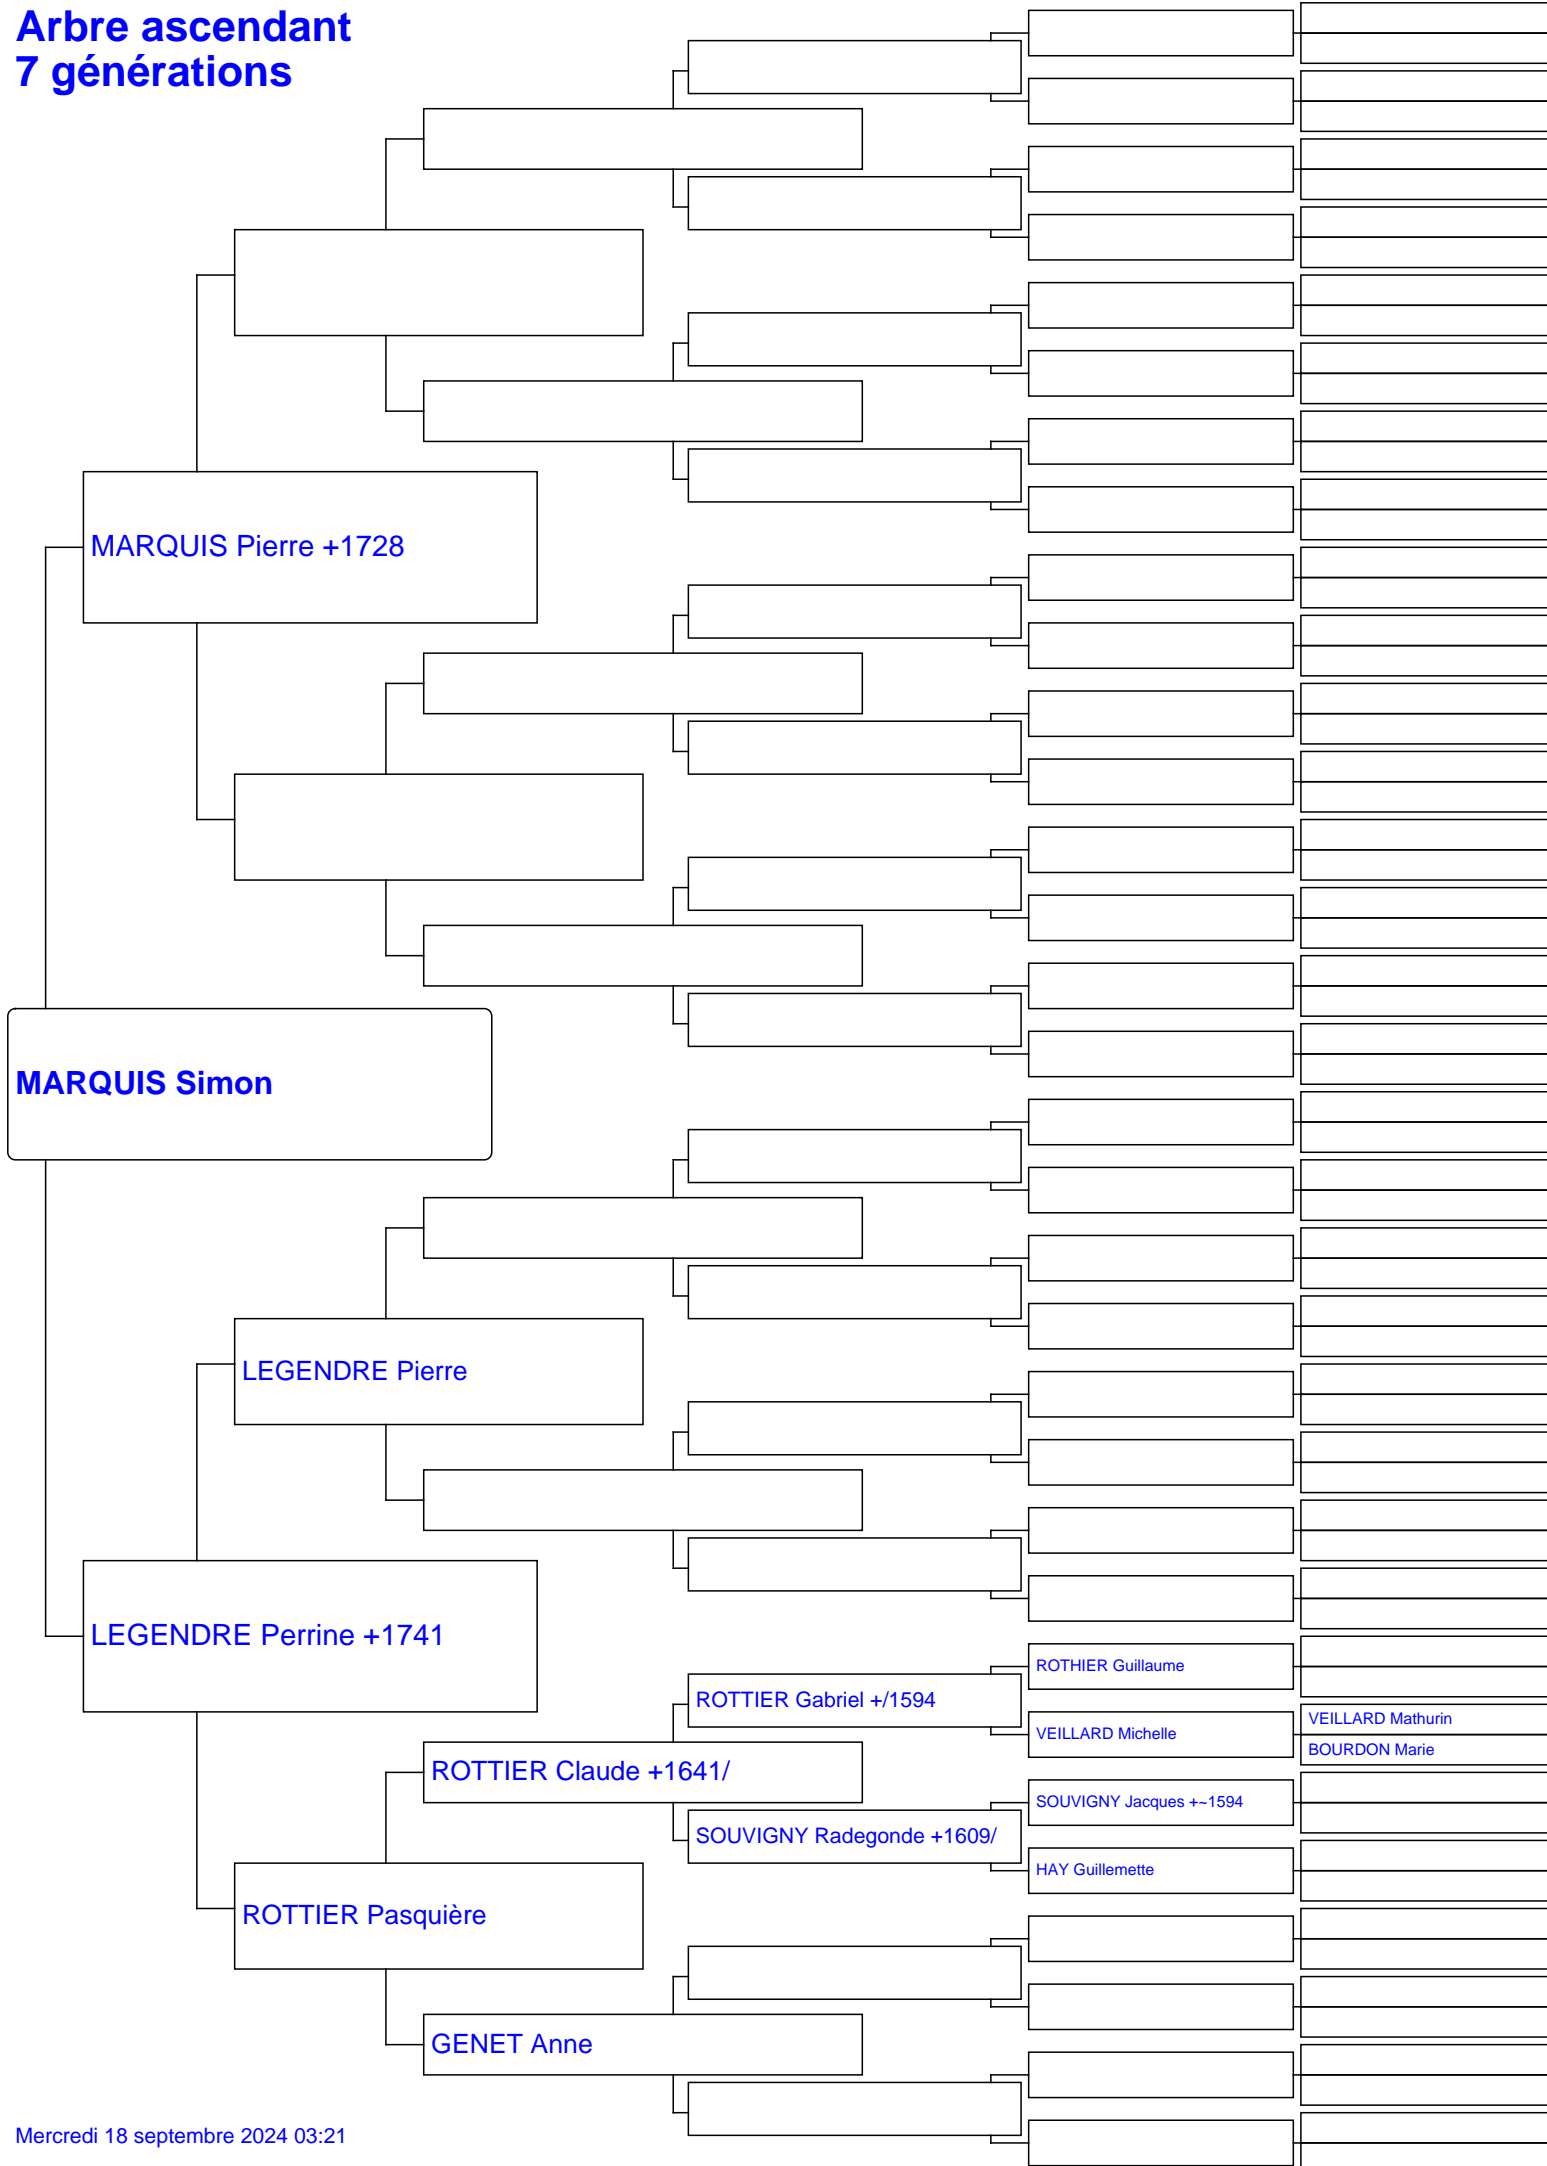 Arbre ascendant
7 générations
MARQUIS Pierre +1728
MARQUIS Simon
LEGENDRE Pierre
LEGENDRE Perrine +1741
ROTHIER Guillaume
ROTTIER Gabriel +/1594
VEILLARD Mathurin
VEILLARD Michelle
BOURDON Marie
ROTTIER Claude +1641/
SOUVIGNY Jacques +~1594
SOUVIGNY Radegonde +1609/
HAY Guillemette
ROTTIER Pasquière
GENET Anne
Mercredi 18 septembre 2024 03:21